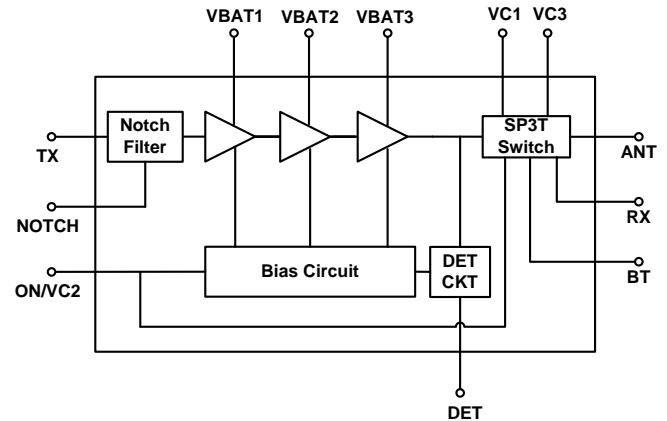 VBAT1
VBAT2
VBAT3
VC1
VC3
Notch
Filter
SP3T
Switch
TX
ANT
NOTCH
RX
ON/VC2
Bias Circuit
DET
CKT
BT
DET